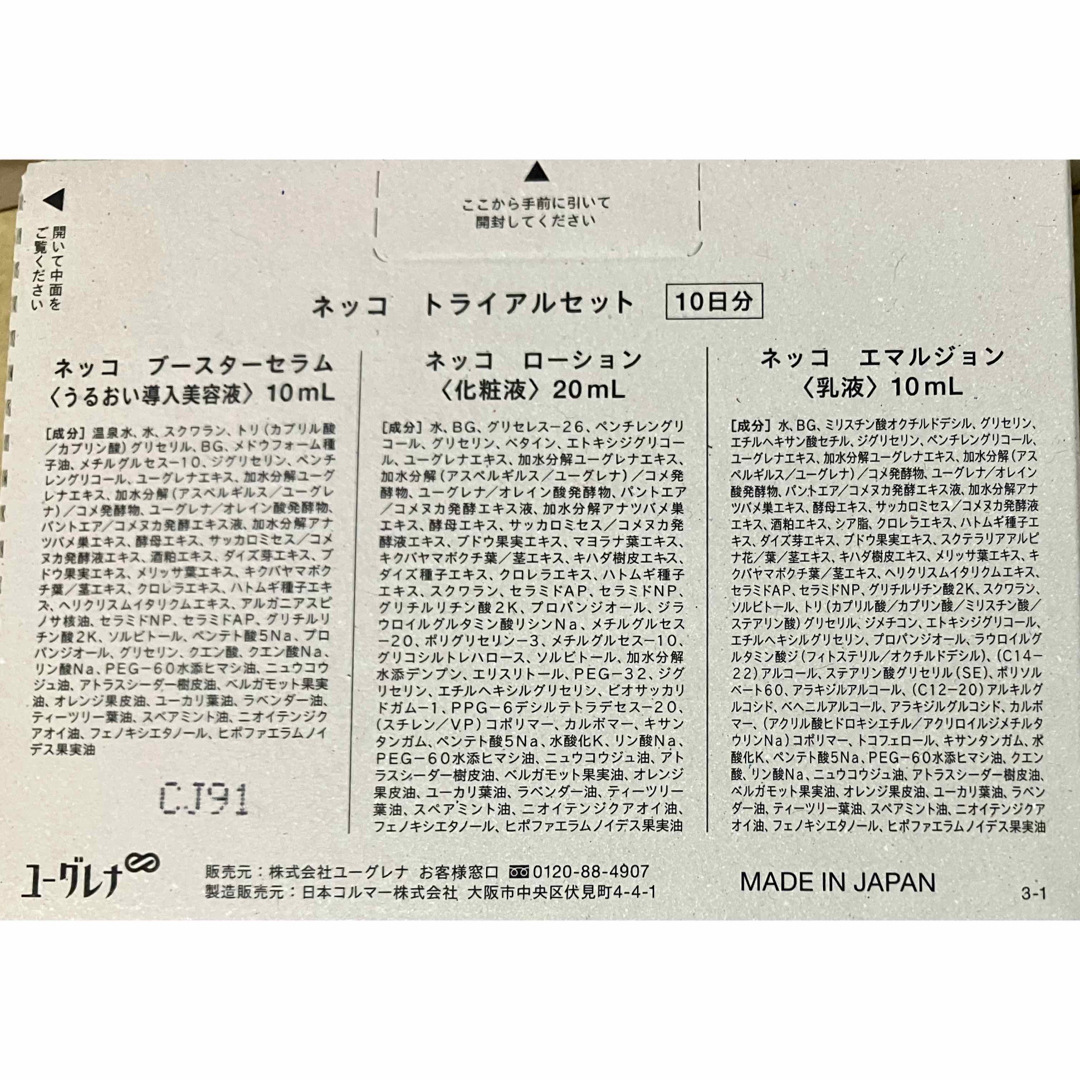 開いて中面を
ご覧ください
ここから手前に引いて
開封してください
ネッコ トライアルセット 10日分
ネッコ ブースターセラム
〈うるおい導入美容液〉10mL
[成分]温泉水、水、スクワラン、トリ(カプリル酸
/カプリン酸)グリセリル、BG、メドウフォーム種
子油、メチルグルセス-10、ジグリセリン、ペンチ
レングリコール、ユーグレナエキス、加水分解ユーグ
レナエキス、加水分解(アスペルギルス/ユーグレ
ナ)/コメ発酵物、ユーグレナ/オレイン酸発酵物、
パントエア/コメヌカ発酵エキス液、加水分解アナ
ツバメ巣エキス、酵母エキス、サッカロミセス/コメ
ヌカ発酵液エキス、酒粕エキス、ダイズ芽エキス、ブ
ドウ果実エキス、メリッサ葉エキス、キクバヤマボク
チ葉/茎エキス、クロレラエキス、ハトムギ種子エキ
ス、ヘリクリスムイタリクムエキス、アルガニアスピ
ノサ核油、セラミドNP、セラミドAP、グリチルリ
チン酸2K、ソルビトール、ペンテト酸5Na、プロ
パンジオール、グリセリン、クエン酸、クエン酸Na、
リン酸Na、PEG-60水添ヒマシ油、ニュウコウ
ジュ油、アトラスシーダー樹皮油、ベルガモット果実
油、オレンジ果皮油、ユーカリ葉油、ラベンダー油、
ティーツリー葉油、スペアミント油、ニオイテンジク
アオイ油、フェノキシエタノール、ヒポファエラムノイ
デス果実油
CJ91
ネッコ ローション
〈化粧液〉20mL
[成分]水、BG、グリセレス-26、ペンチレングリ
コール、グリセリン、ベタイン、エトキシジグリコー
ル、ユーグレナエキス、加水分解ユーグレナエキス、
加水分解(アスペルギルス/ユーグレナ)/コメ発
酵物、ユーグレナ/オレイン酸発酵物、パントエア
/コメヌカ発酵エキス液、加水分解アナツバメ巣
エキス、酵母エキス、サッカロミセス/コメヌカ発
酵液エキス、ブドウ果実エキス、マヨラナ葉エキス、
キクバヤマボクチ葉/茎エキス、キハダ樹皮エキス、
ダイズ種子エキス、クロレラエキス、ハトムギ種子
エキス、スクワラン、セラミドAP、セラミドNP、
グリチルリチン酸2K、プロパンジオール、ジラ
ウロイルグルタミン酸リシンNa、メチルグルセス
-20、ポリグリセリン-3、メチルグルセス-10、
グリコシルトレハロース、ソルビトール、加水分解
水添デンプン、エリスリトール、PEG-32、ジグ
リセリン、エチルヘキシルグリセリン、ビオサッカリ
ドガム-1、PPG-6デシルテトラデセス-20、
(スチレン/VP)コポリマー、カルボマー、キサン
タンガム、ペンテト酸5Na、水酸化K、リン酸Na、
PEG-60水添ヒマシ油、ニュウコウジュ油、アト
ラスシーダー樹皮油、ベルガモット果実油、オレンジ
果皮油、ユーカリ葉油、ラベンダー油、ティーツリー
葉油、スペアミント油、ニオイテンジクアオイ油、
フェノキシエタノール、ヒポファエラムノイデス果実油
ネッコ エマルジョン
〈乳液〉10mL
[成分]水、BG、ミリスチン酸オクチルドデシル、グリセリン、
エチルヘキサン酸セチル、ジグリセリン、ペンチレングリコール、
ユーグレナエキス、加水分解ユーグレナエキス、加水分解(アス
ペルギルス/ユーグレナ)/コメ発酵物、ユーグレナ/オレイン
酸発酵物、パントエア/コメヌカ発酵エキス液、加水分解アナ
ツバメ巣エキス、酵母エキス、サッカロミセス/コメヌカ発酵液
エキス、酒粕エキス、シア脂、クロレラエキス、ハトムギ種子エ
キス、ダイズ芽エキス、ブドウ果実エキス、スクテラリアアルピ
ナ花/葉/茎エキス、キハダ樹皮エキス、メリッサ葉エキス、キ
クバヤマボクチ葉/茎エキス、ヘリクリスムイタリクムエキス、
セラミドAP、セラミドNP、グリチルリチン酸2K、スクワラン、
ソルビトール、トリ(カプリル酸/カプリン酸/ミリスチン酸/
ステアリン酸)グリセリル、ジメチコン、エトキシジグリコール、
エチルヘキシルグリセリン、プロパンジオール、ラウロイルグ
ルタミン酸ジ(フィトステリル/オクチルドデシル)、(C14-
22)アルコール、ステアリン酸グリセリル(SE)、ポリソル
ベート60、アラキジルアルコール、(C12-20)アルキルグ
ルコシド、ベヘニルアルコール、アラキジルグルコシド、カルボ
マー、(アクリル酸ヒドロキシエチル/アクリロイルジメチルタ
ウリンNa)コポリマー、トコフェロール、キサンタンガム、水
酸化K、ペンテト酸5Na、PEG-60水添ヒマシ油、クエン
酸、リン酸Na、ニュウコウジュ油、アトラスシーダー樹皮油、
ベルガモット果実油、オレンジ果皮油、ユーカリ葉油、ラベン
ダー油、ティーツリー葉油、スペアミント油、ニオイテンジクア
オイ油、フェノキシエタノール、ヒポファエラムノイデス果実油
ユーグレナ
販売元:株式会社ユーグレナ お客様窓口 0120-88-4907
製造販売元:日本コルマー株式会社 大阪市中央区伏見町4-4-1
MADE IN JAPAN
3-1